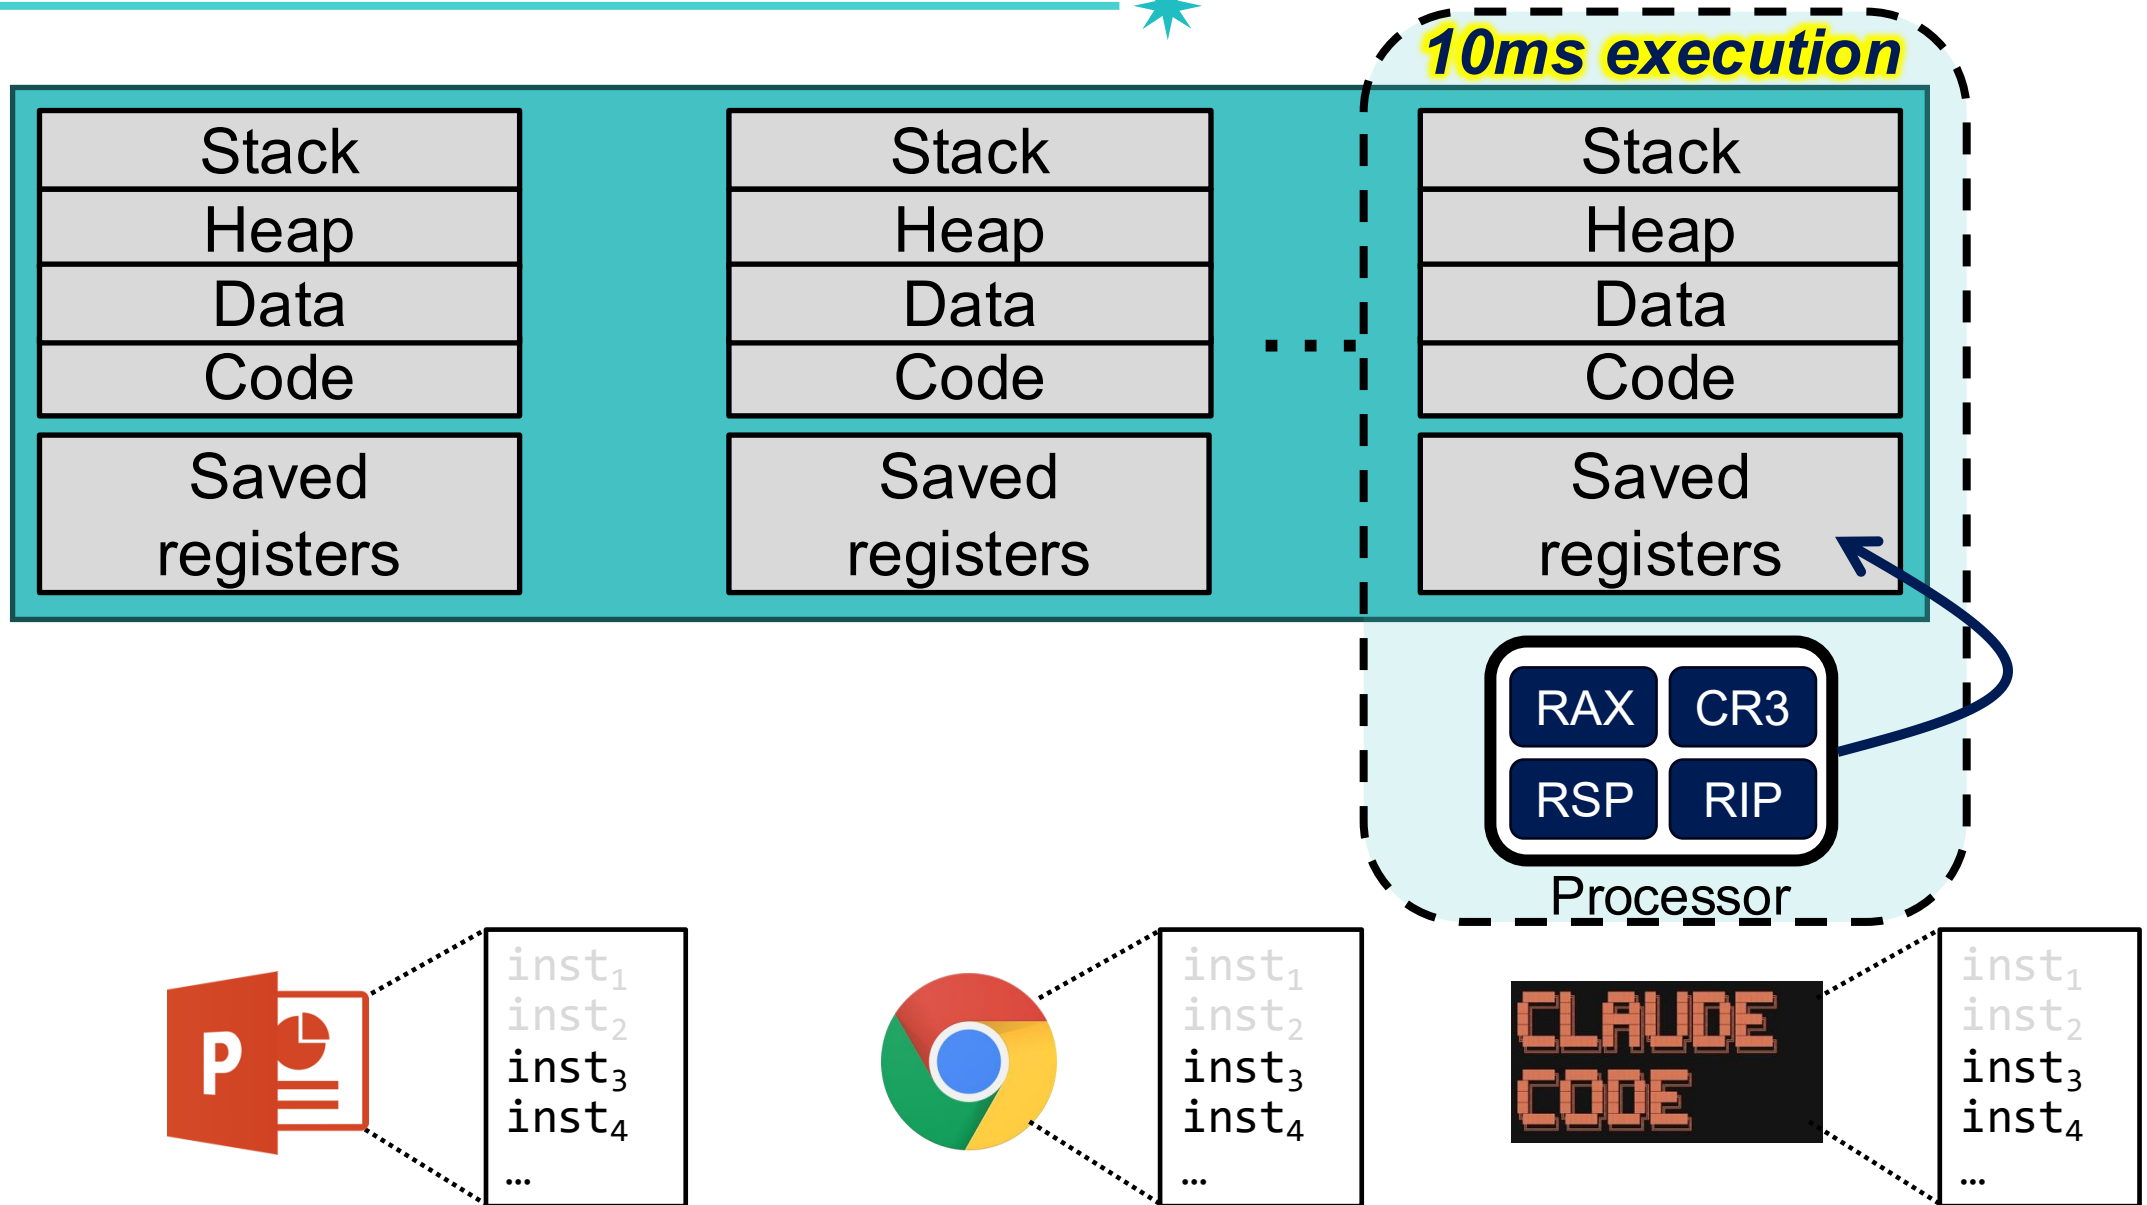 10ms execution
Stack
Heap
Data
Code
Saved
registers
Stack
Heap
Data
Code
Saved
registers
...
Stack
Heap
Data
Code
Saved
registers
RAX CR3
RSP RIP
Processor
P
inst₁
inst₂
inst₃
inst₄
...
inst₁
inst₂
inst₃
inst₄
...
CLAUDE
CODE
inst₁
inst₂
inst₃
inst₄
...